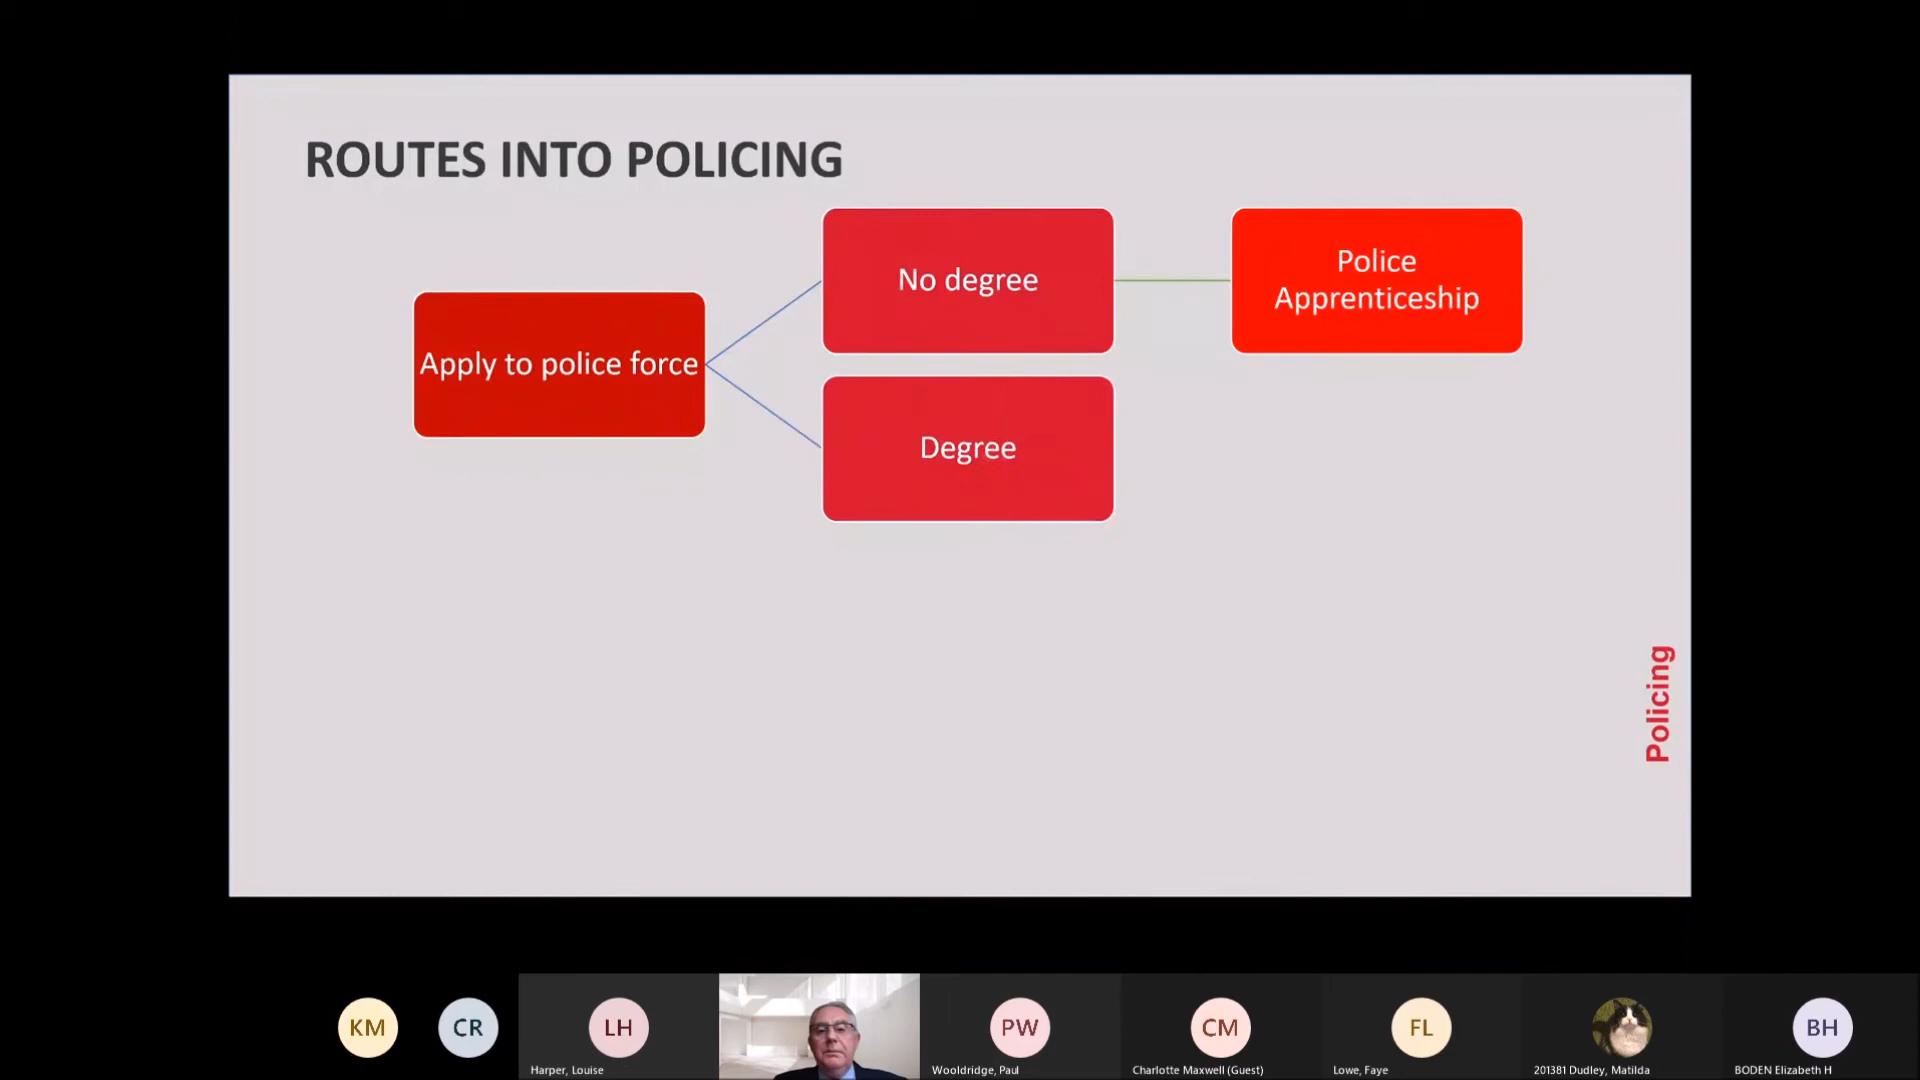 ROUTES INTO POLICING
No degree
Police
Apprenticeship
Apply to police force
Degree
Policing
KM
CR
LH
PW
CM
FL
BH
Harper, Louise
Wooldridge, Paul
Charlotte Maxwell (Guest)
Lowe, Faye
201381 Dudley, Matilda
BODEN Elizabeth H